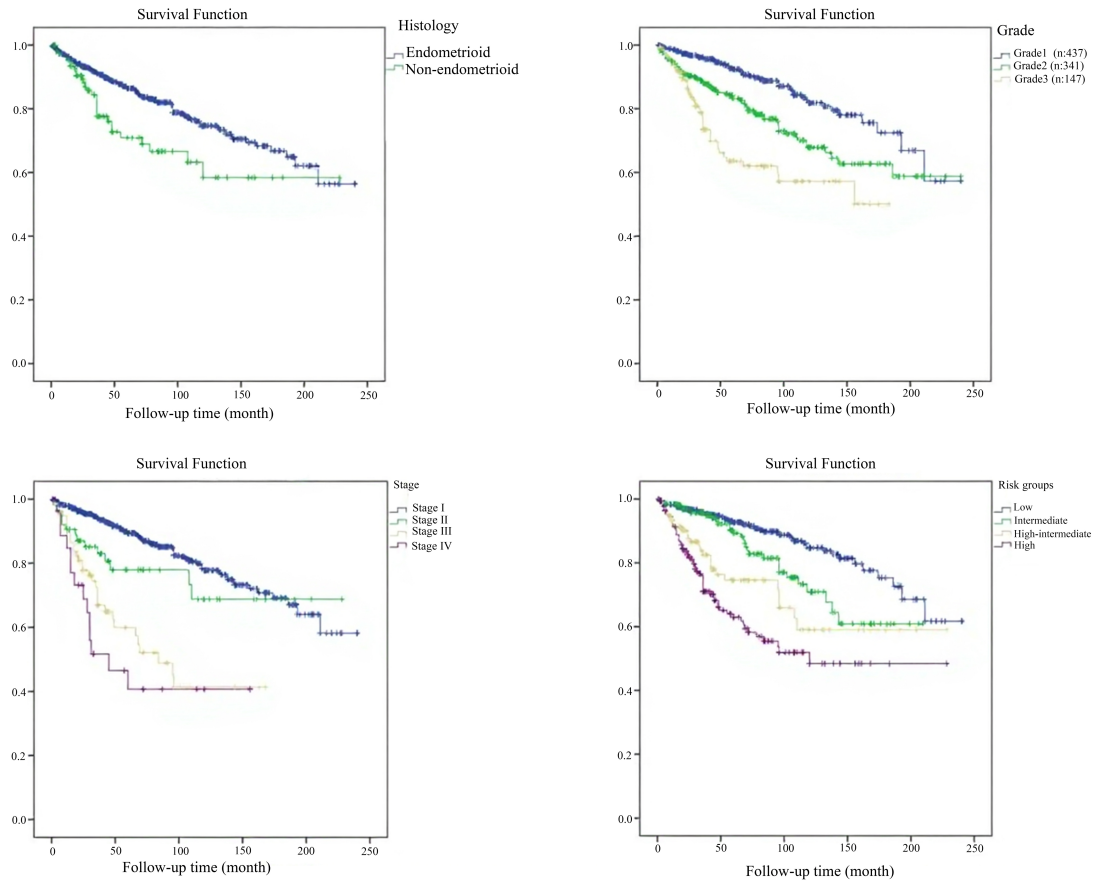 Survival Function
Histology
Endometrioid
Non-endometrioid
1.0
0.8
0.6
0.4
0.2
0.0
0 50 100 150 200 250
Follow-up time (month)
Survival Function
Grade
Grade1 (n:437)
Grade2 (n:341)
Grade3 (n:147)
1.0
0.8
0.6
0.4
0.2
0.0
0 50 100 150 200 250
Follow-up time (month)
Survival Function
Stage
Stage I
Stage II
Stage III
Stage IV
1.0
0.8
0.6
0.4
0.2
0.0
0 50 100 150 200 250
Follow-up time (month)
Survival Function
Risk groups
Low
Intermediate
High-intermediate
High
1.0
0.8
0.6
0.4
0.2
0.0
0 50 100 150 200 250
Follow-up time (month)